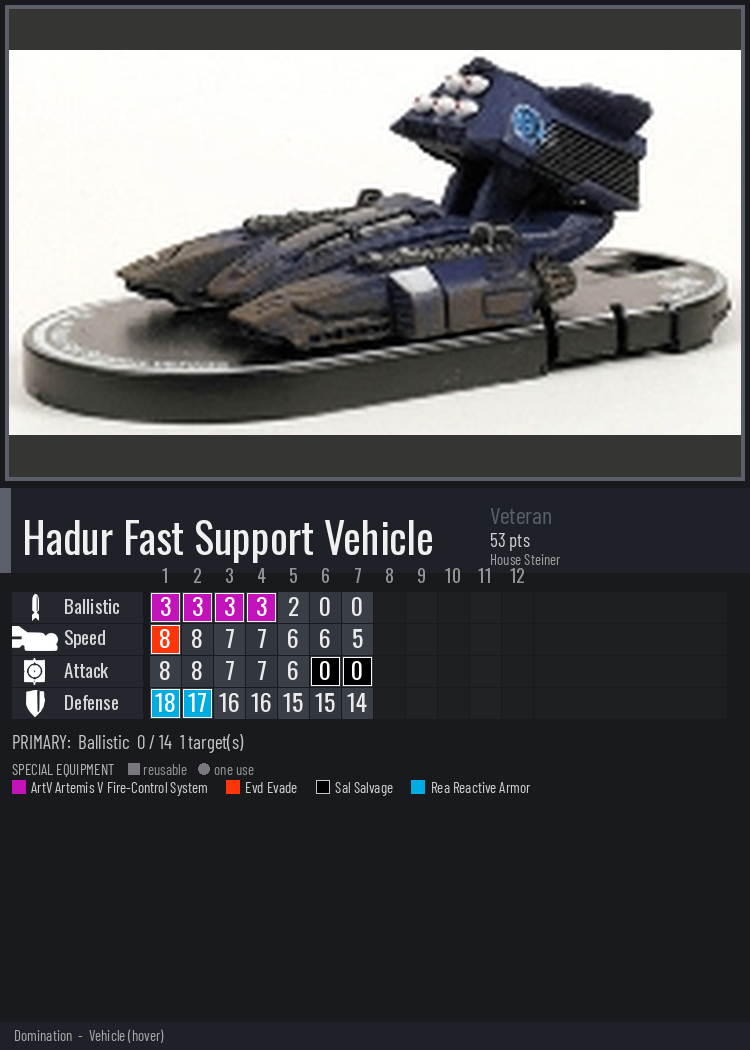 Hadur Fast Support Vehicle
Veteran
53 pts
House Steiner
1 2 3 4 5 6 7 8 9 10 11 12
Ballistic 3 3 3 3 2 0 0
Speed 8 8 7 7 6 6 5
Attack 8 8 7 7 6 0 0
Defense 18 17 16 16 15 15 14
PRIMARY: Ballistic 0 / 14 1 target(s)
SPECIAL EQUIPMENT reusable one use
ArtV Artemis V Fire-Control System Evd Evade Sal Salvage Rea Reactive Armor
Domination - Vehicle (hover)